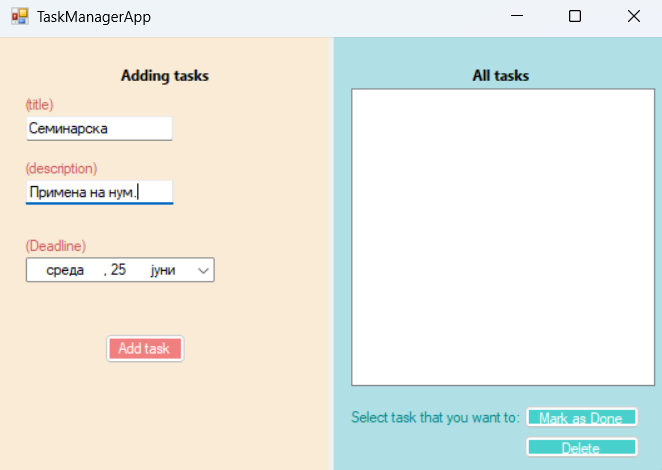 TaskManagerApp
Adding tasks
(title)
Семинарска
(description)
Примена на нум.
(Deadline)
среда , 25 јуни
Add task
All tasks
Select task that you want to: Mark as Done
Delete